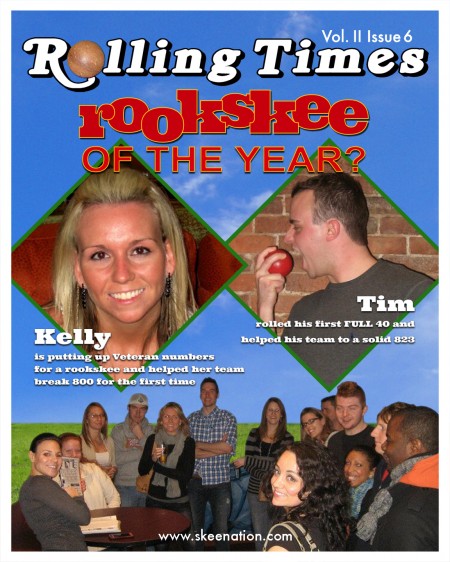 Vol. II Issue 6
Rolling Times
rookskee
OF THE YEAR?
Kelly
is putting up Veteran numbers
for a rookskee and helped her team
break 800 for the first time
Tim
rolled his first FULL 40 and
helped his team to a solid 823
www.skeenation.com